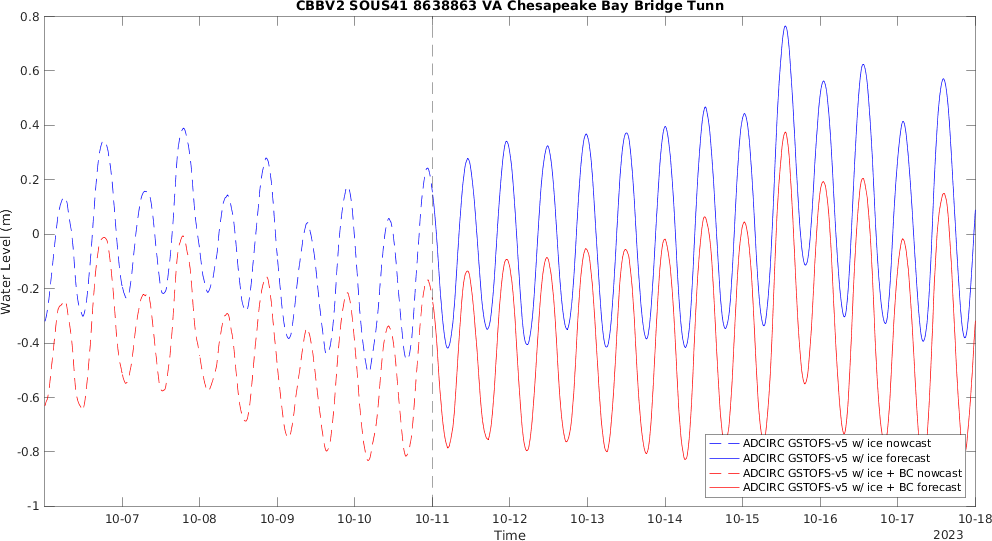 CBBV2 SOUS41 8638863 VA Chesapeake Bay Bridge Tunn
0.8
0.6
0.4
0.2
0
-0.2
-0.4
-0.6
-0.8
-1
Water Level (m)
ADCIRC GSTOFS-v5 w/ ice nowcast
ADCIRC GSTOFS-v5 w/ ice forecast
ADCIRC GSTOFS-v5 w/ ice + BC nowcast
ADCIRC GSTOFS-v5 w/ ice + BC forecast
10-07 10-08 10-09 10-10 10-11 10-12 10-13 10-14 10-15 10-16 10-17 10-18
Time
2023